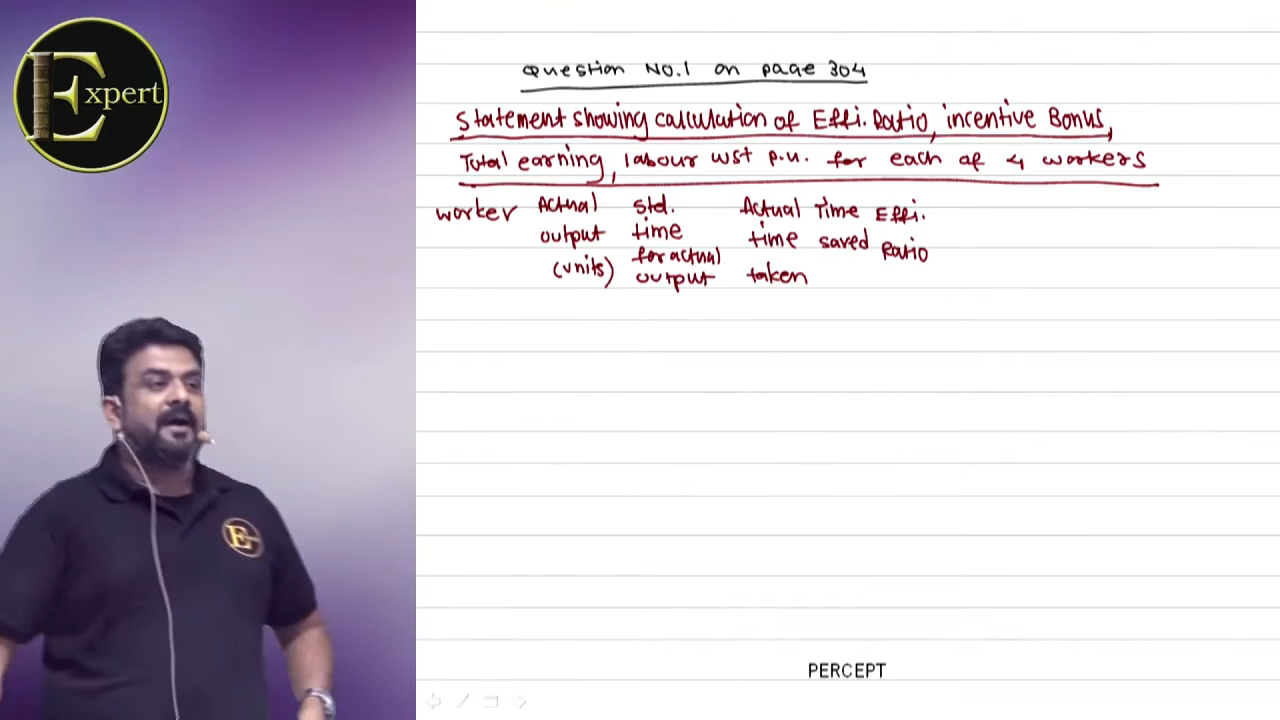 Expert
E
Question No.1 on page 304
Statement showing calculation of Effi. Ratio, incentive Bonus,
Total earning, labour cost p.u. for each of 4 workers
worker Actual output (units) Std. time for actual output Actual time taken Time saved Effi. Ratio
PERCEPT